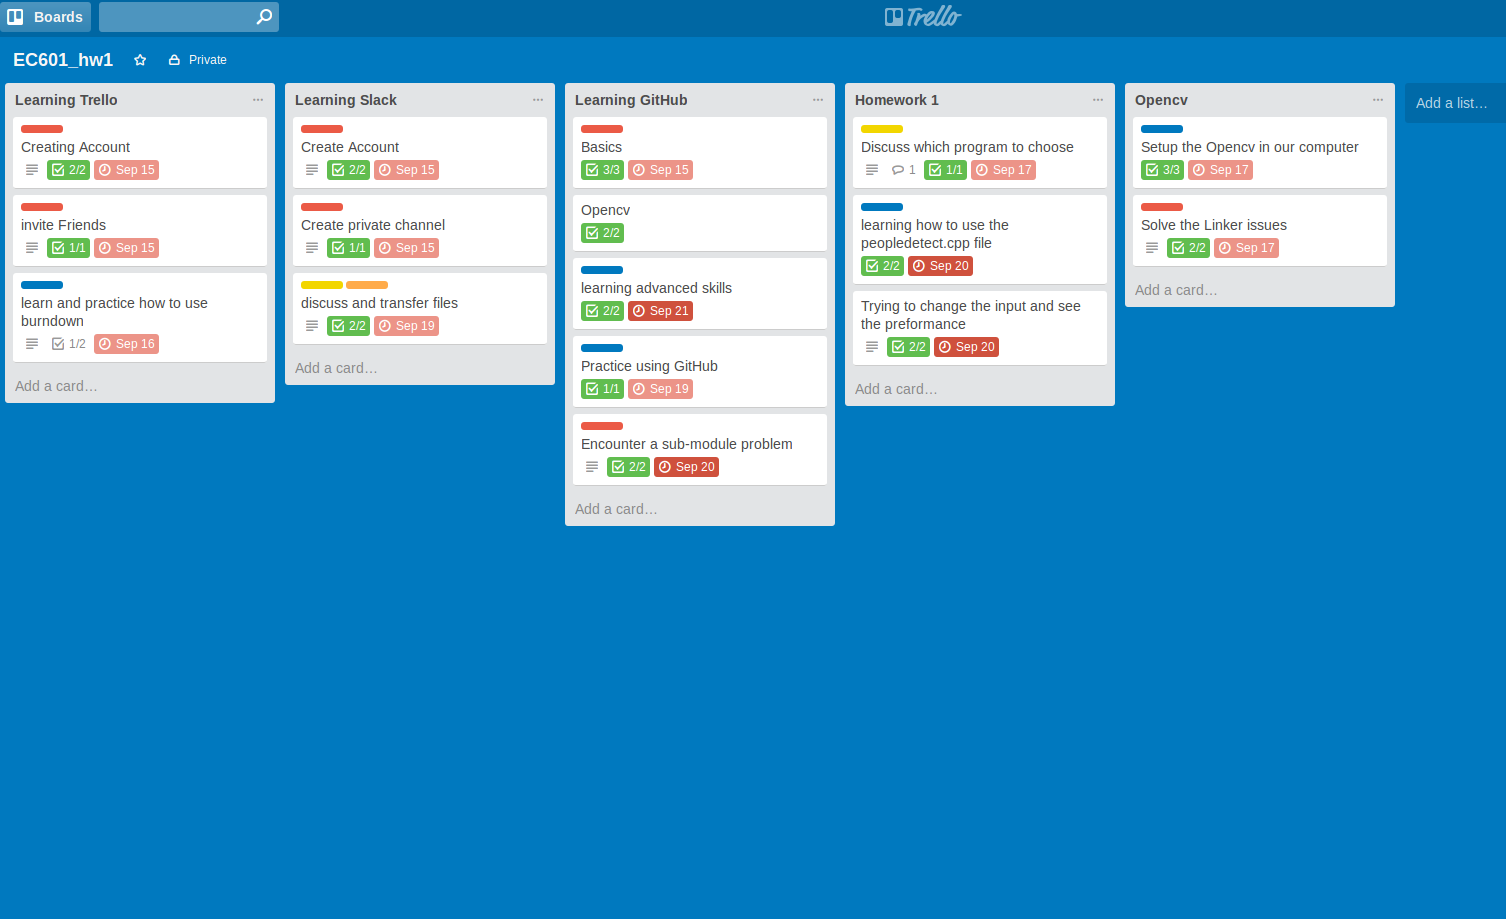 Boards
Trello
EC601_hw1
Private
Learning Trello
Creating Account
2/2 Sep 15
invite Friends
1/1 Sep 15
learn and practice how to use
burndown
1/2 Sep 16
Add a card…
Learning Slack
Create Account
2/2 Sep 15
Create private channel
1/1 Sep 15
discuss and transfer files
2/2 Sep 19
Add a card…
Learning GitHub
Basics
3/3 Sep 15
Opencv
2/2
learning advanced skills
2/2 Sep 21
Practice using GitHub
1/1 Sep 19
Encounter a sub-module problem
2/2 Sep 20
Add a card…
Homework 1
Discuss which program to choose
1 1/1 Sep 17
learning how to use the
peopledetect.cpp file
2/2 Sep 20
Trying to change the input and see
the preformance
2/2 Sep 20
Add a card…
Opencv
Setup the Opencv in our computer
3/3 Sep 17
Solve the Linker issues
2/2 Sep 17
Add a card…
Add a list…